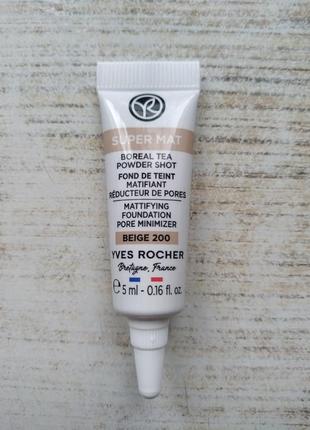 YR
SUPER MAT
BOREAL TEA
POWDER SHOT
FOND DE TEINT
MATIFIANT
RÉDUCTEUR DE PORES
MATTIFYING
FOUNDATION
PORE MINIMIZER
BEIGE 200
YVES ROCHER
Bretagne, France
℮ 5 ml - 0.16 fl. oz.